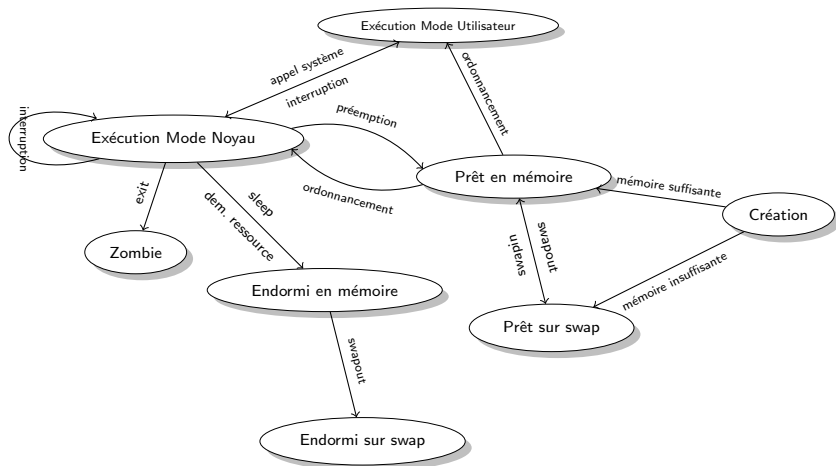 Exécution Mode Utilisateur
appel système
interruption
ordonnancement
interruption
Exécution Mode Noyau
préemption
ordonnancement
Prêt en mémoire
mémoire suffisante
Création
exit
sleep
dem. ressource
Zombie
swapout
swapin
mémoire insuffisante
Endormi en mémoire
Prêt sur swap
swapout
Endormi sur swap